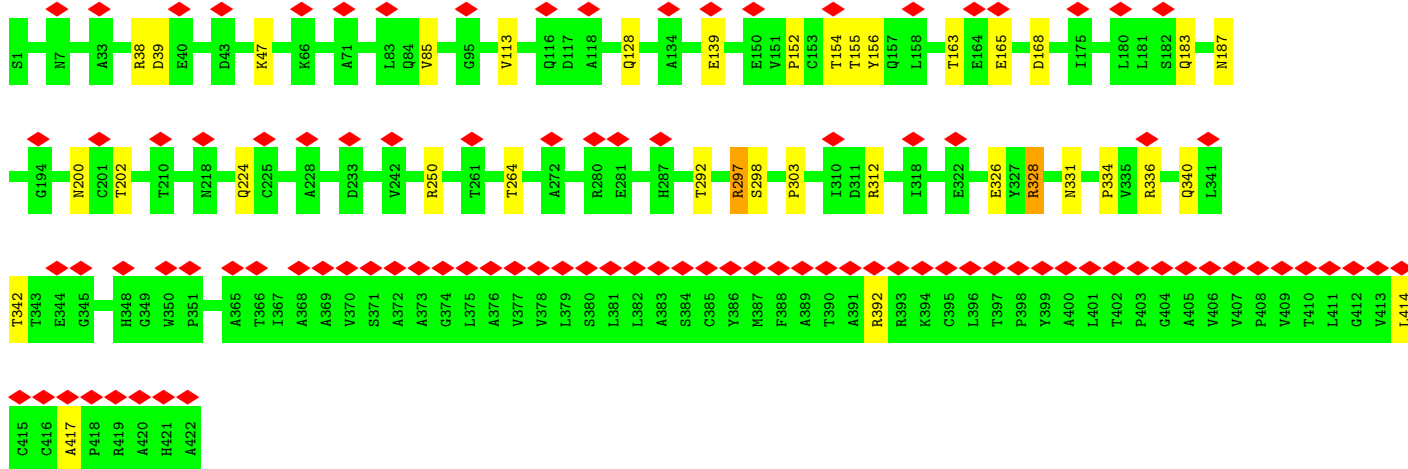 S1 N7 A33 R38 D39 E40 D43 K47 K66 A71 L83 Q84 V85 G95 V113 Q116 D117 A118 Q128 A134 E139 E150 V151 P152 C153 T154 T155 Y156 Q157 L158 T163 E164 E165 D168 I175 L180 L181 S182 Q183 N187
G194 N200 C201 T202 T210 N218 Q224 C225 A228 D233 V242 R250 T261 T264 A272 R280 E281 H287 T292 R297 S298 P303 I310 D311 R312 I318 E322 E326 Y327 R328 N331 P334 V335 R336 Q340 L341
T342 T343 E344 G345 H348 G349 W350 P351 A365 T366 I367 A368 A369 V370 S371 A372 A373 G374 L375 A376 V377 V378 L379 S380 L381 L382 A383 S384 C385 Y386 M387 F388 A389 T390 A391 R392 R393 K394 C395 L396 T397 P398 Y399 A400 L401 T402 P403 G404 A405 V406 V407 P408 V409 T410 L411 G412 V413 L414
C415 C416 A417 P418 R419 A420 H421 A422